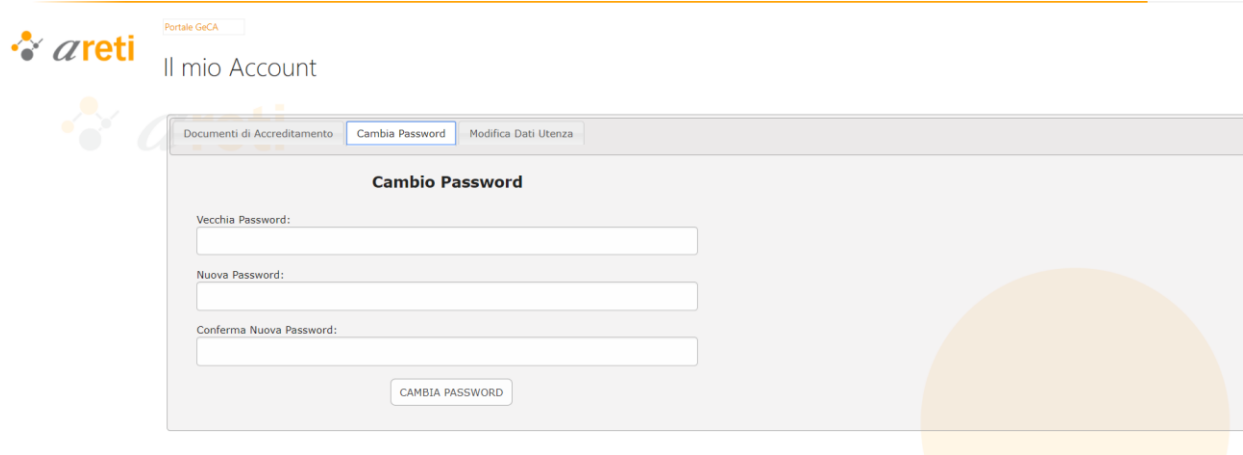 Portale GeCA
areti
Il mio Account
areti
Documenti di Accreditamento Cambia Password Modifica Dati Utenza
Cambio Password
Vecchia Password:
Nuova Password:
Conferma Nuova Password:
CAMBIA PASSWORD